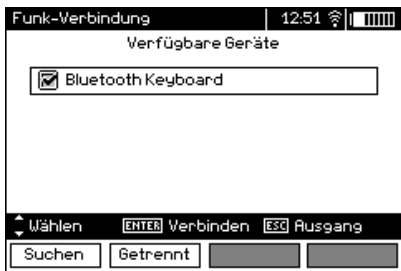 Funk-Verbindung 12:51
Verfügbare Geräte
Bluetooth Keyboard
Wählen ENTER Verbinden ESC Ausgang
Suchen Getrennt